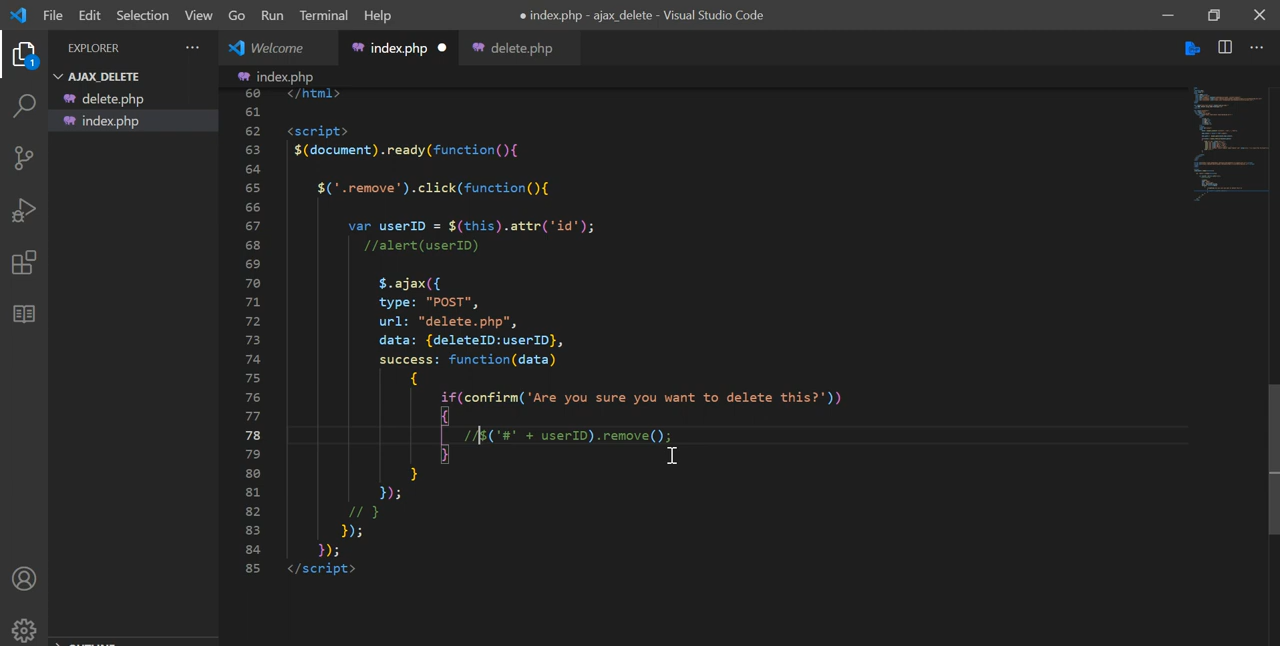 File Edit Selection View Go Run Terminal Help ● index.php - ajax_delete - Visual Studio Code
EXPLORER ··· Welcome index.php ● delete.php ···
1
AJAX_DELETE index.php
delete.php
index.php
60 </html>
61
62 <script>
63 $(document).ready(function(){
64
65 $('.remove').click(function(){
66
67 var userID = $(this).attr('id');
68 //alert(userID)
69
70 $.ajax({
71 type: "POST",
72 url: "delete.php",
73 data: {deleteID:userID},
74 success: function(data)
75 {
76 if(confirm('Are you sure you want to delete this?'))
77 {
78 //$('#' + userID).remove();
79 }
80 }
81 });
82 // }
83 });
84 });
85 </script>